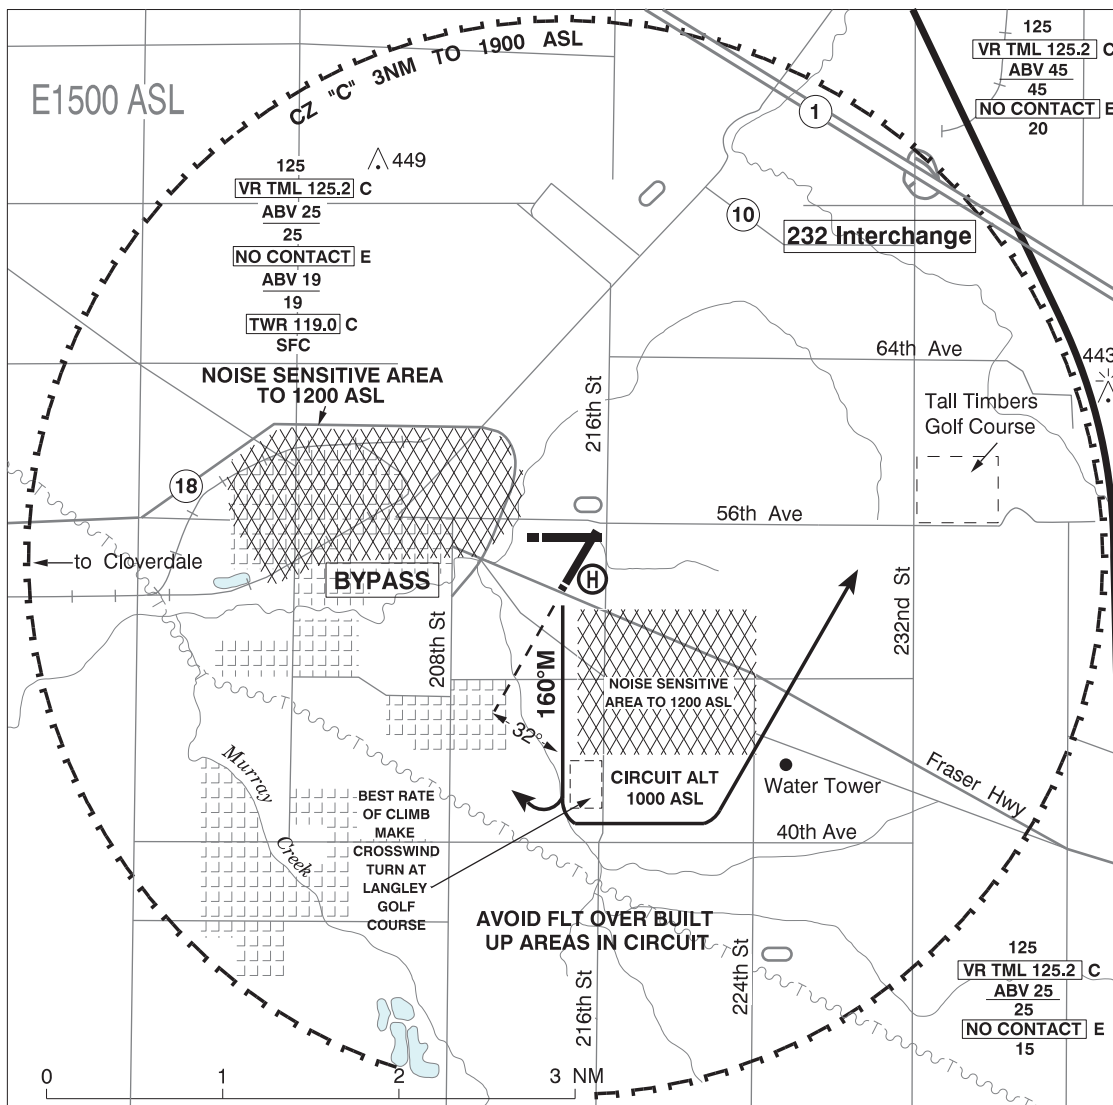 CZ "C" 3NM TO 1900 ASL
E1500 ASL
125
VR TML 125.2 C
ABV 45
45
NO CONTACT E
20
1
449
125
VR TML 125.2 C
ABV 25
25
NO CONTACT E
ABV 19
19
TWR 119.0 C
SFC
10
232 Interchange
64th Ave
443
NOISE SENSITIVE AREA
TO 1200 ASL
216th St
Tall Timbers
Golf Course
18
56th Ave
to Cloverdale
BYPASS
H
208th St
232nd St
160°M
NOISE SENSITIVE
AREA TO 1200 ASL
32°
Murray
Creek
CIRCUIT ALT
1000 ASL
Water Tower
Fraser Hwy
BEST RATE
OF CLIMB
MAKE
CROSSWIND
TURN AT
LANGLEY
GOLF
COURSE
40th Ave
AVOID FLT OVER BUILT
UP AREAS IN CIRCUIT
216th St
224th St
125
VR TML 125.2 C
ABV 25
25
NO CONTACT E
15
0 1 2 3 NM
T T T T T T T T T T